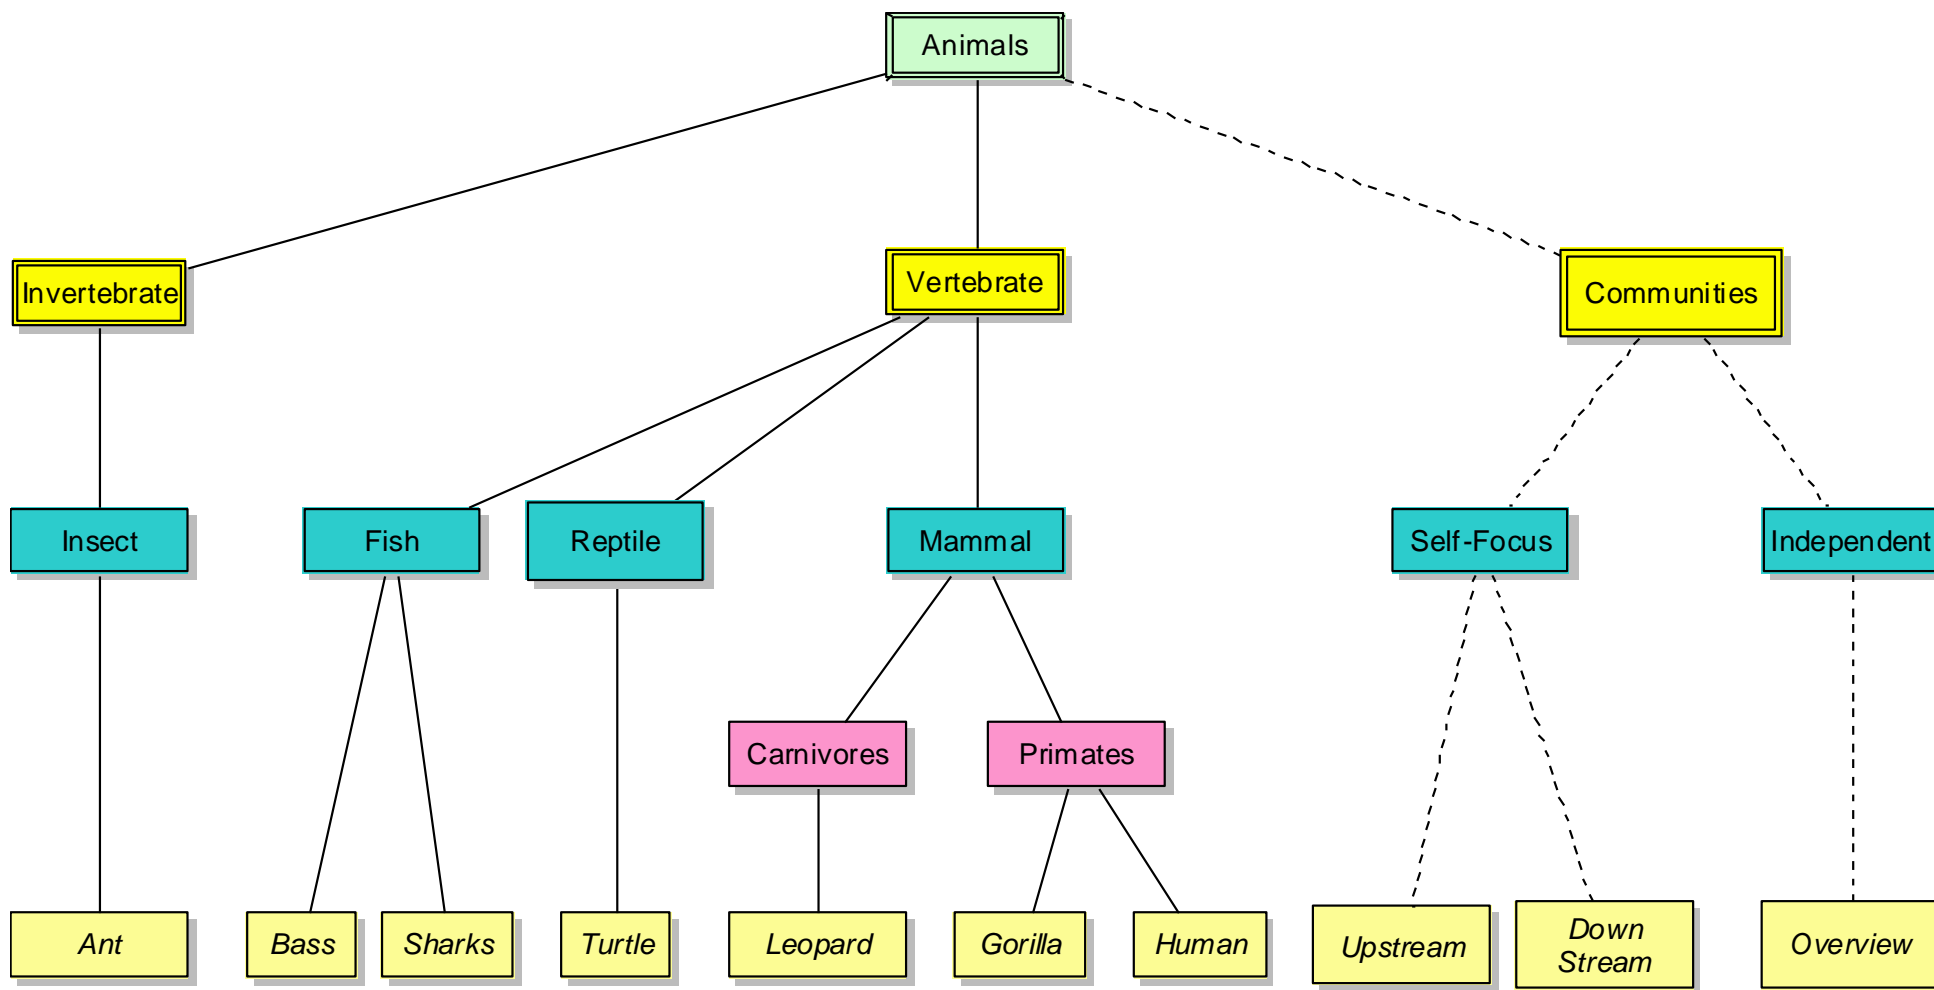 Animals
Invertebrate
Vertebrate
Communities
Insect
Fish
Reptile
Mammal
Self-Focus
Independent
Carnivores
Primates
Ant
Bass
Sharks
Turtle
Leopard
Gorilla
Human
Upstream
Down
Stream
Overview